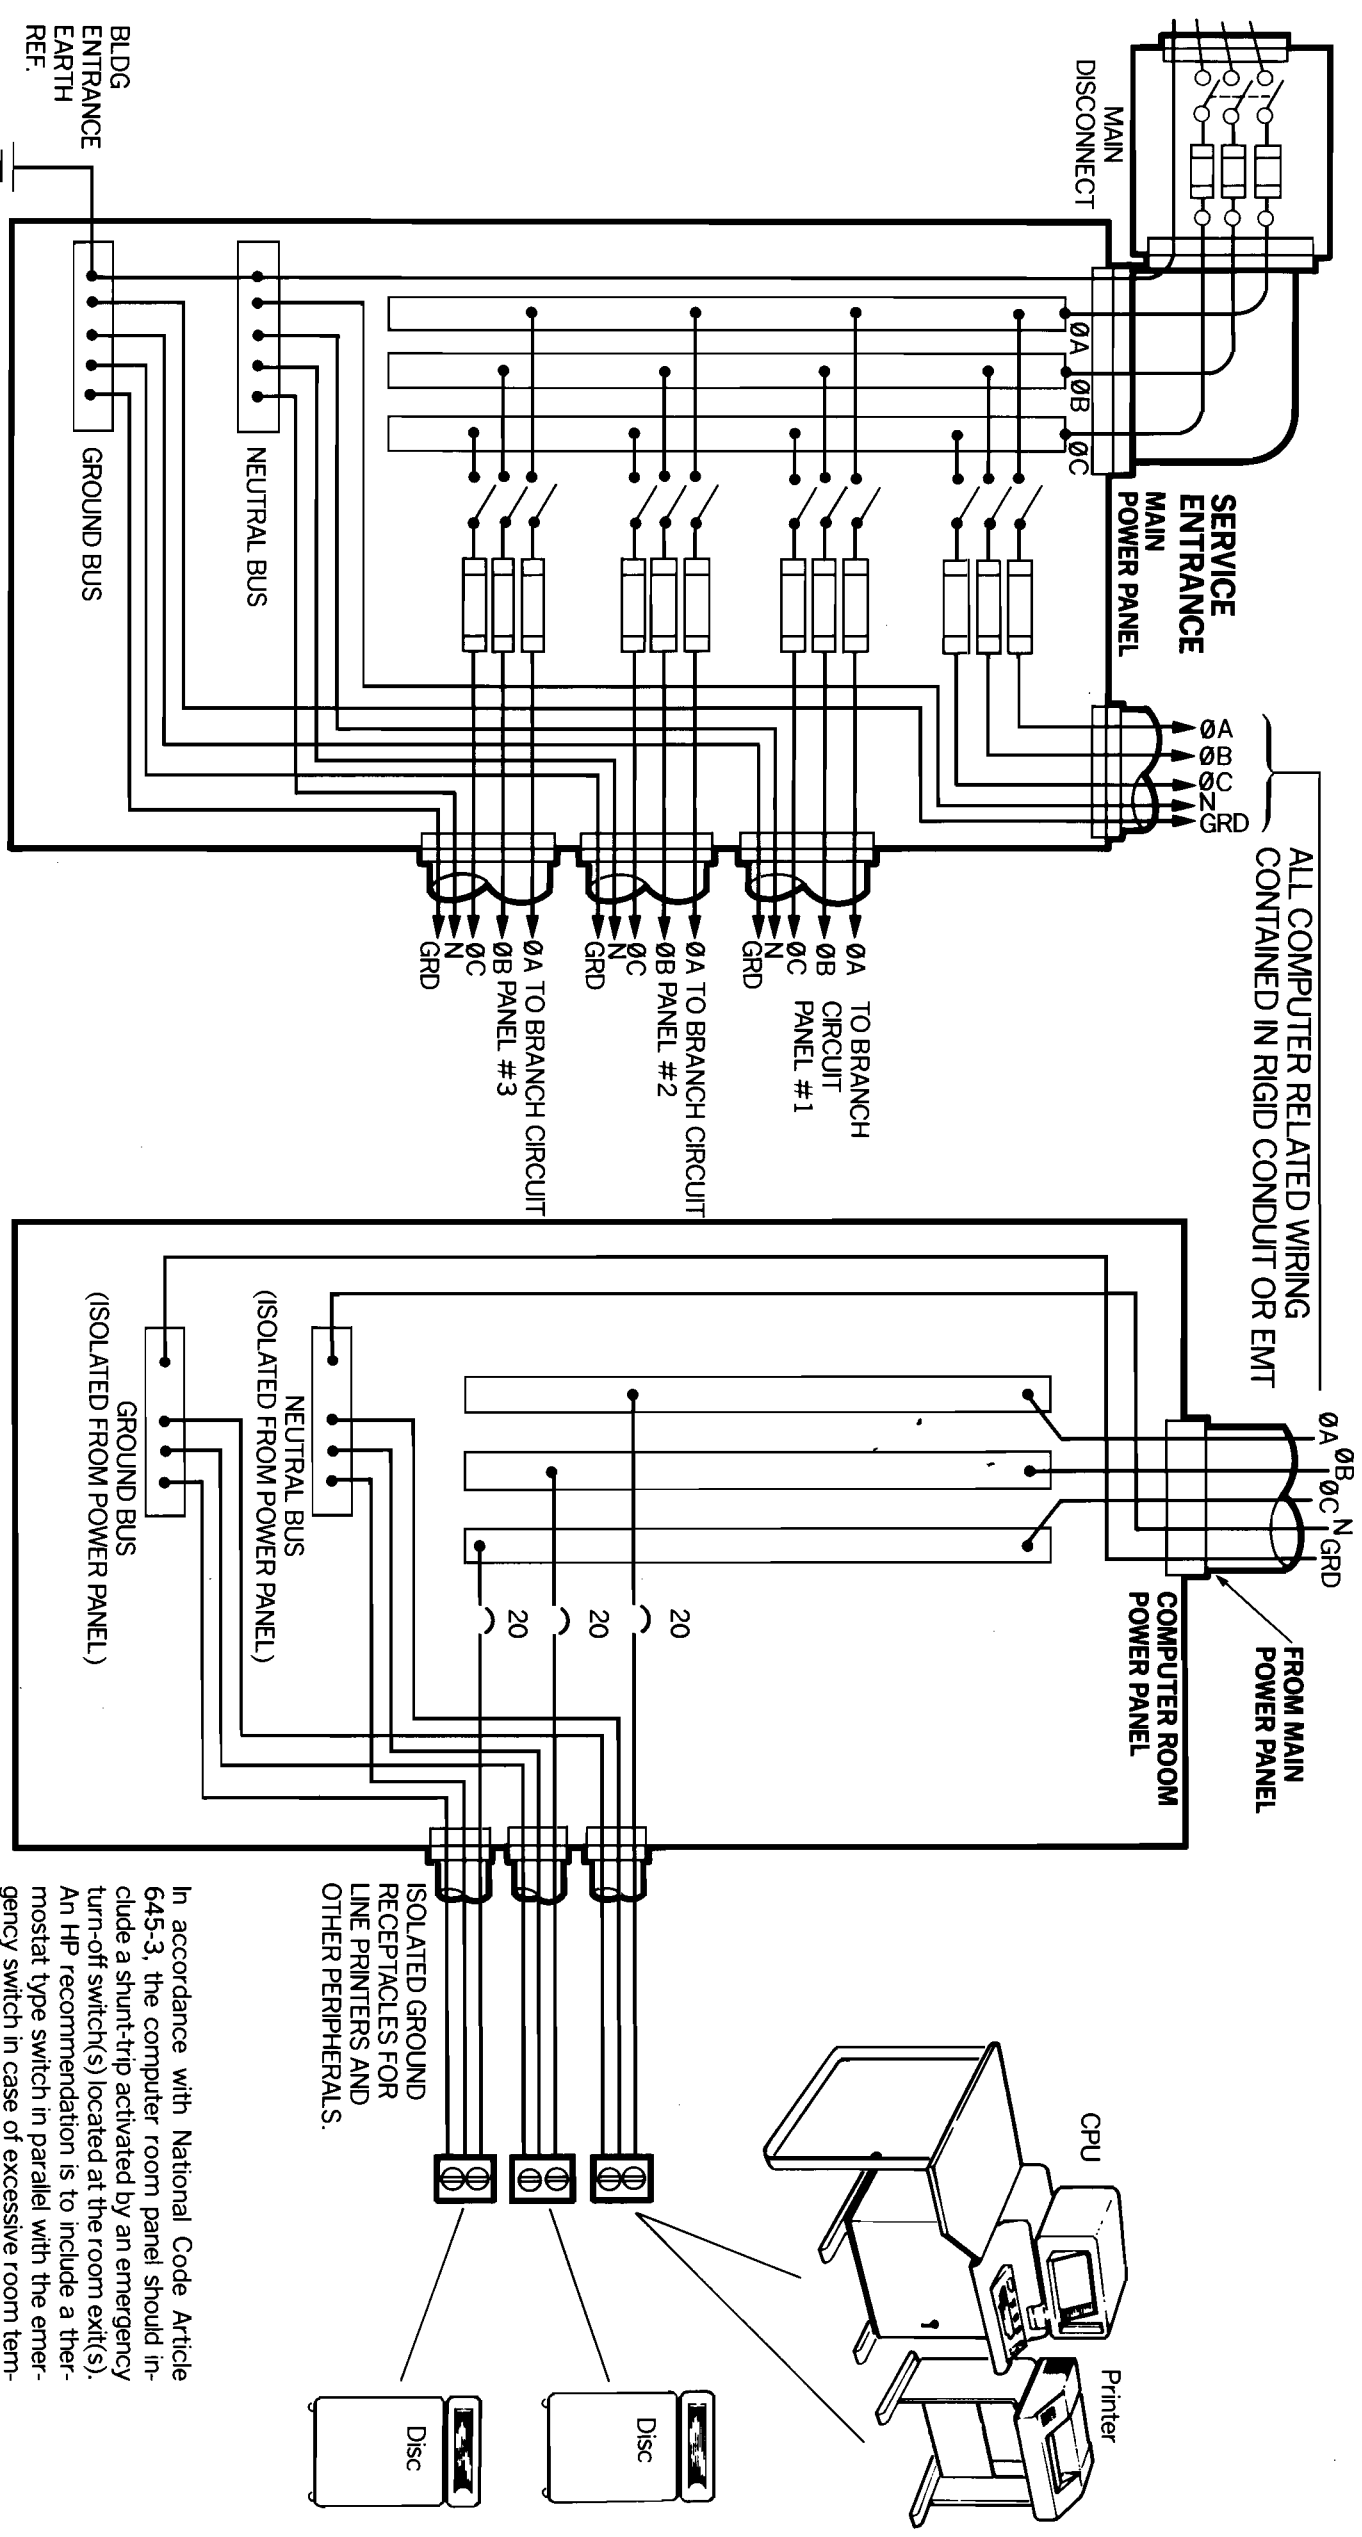 MAIN
DISCONNECT
SERVICE
ENTRANCE
MAIN
POWER PANEL
ØA
ØB
ØC
ØA
ØB
ØC
N
GRD
ALL COMPUTER RELATED WIRING
CONTAINED IN RIGID CONDUIT OR EMT
BLDG
ENTRANCE
EARTH
REF.
GROUND BUS
NEUTRAL BUS
ØA TO BRANCH
ØB CIRCUIT
ØC PANEL #1
N
GRD
ØA TO BRANCH CIRCUIT
ØB PANEL #2
ØC
N
GRD
ØA TO BRANCH CIRCUIT
ØB PANEL #3
ØC
N
GRD
ØA
ØB
ØC
N
GRD
FROM MAIN
POWER PANEL
COMPUTER ROOM
POWER PANEL
20
20
20
NEUTRAL BUS
(ISOLATED FROM POWER PANEL)
GROUND BUS
(ISOLATED FROM POWER PANEL)
CPU
Printer
Disc
Disc
ISOLATED GROUND
RECEPTACLES FOR
LINE PRINTERS AND
OTHER PERIPHERALS.
In accordance with National Code Article
645-3, the computer room panel should in-
clude a shunt-trip activated by an emergency
turn-off switch(s) located at the room exit(s).
An HP recommendation is to include a ther-
mostat type switch in parallel with the emer-
gency switch in case of excessive room tem-